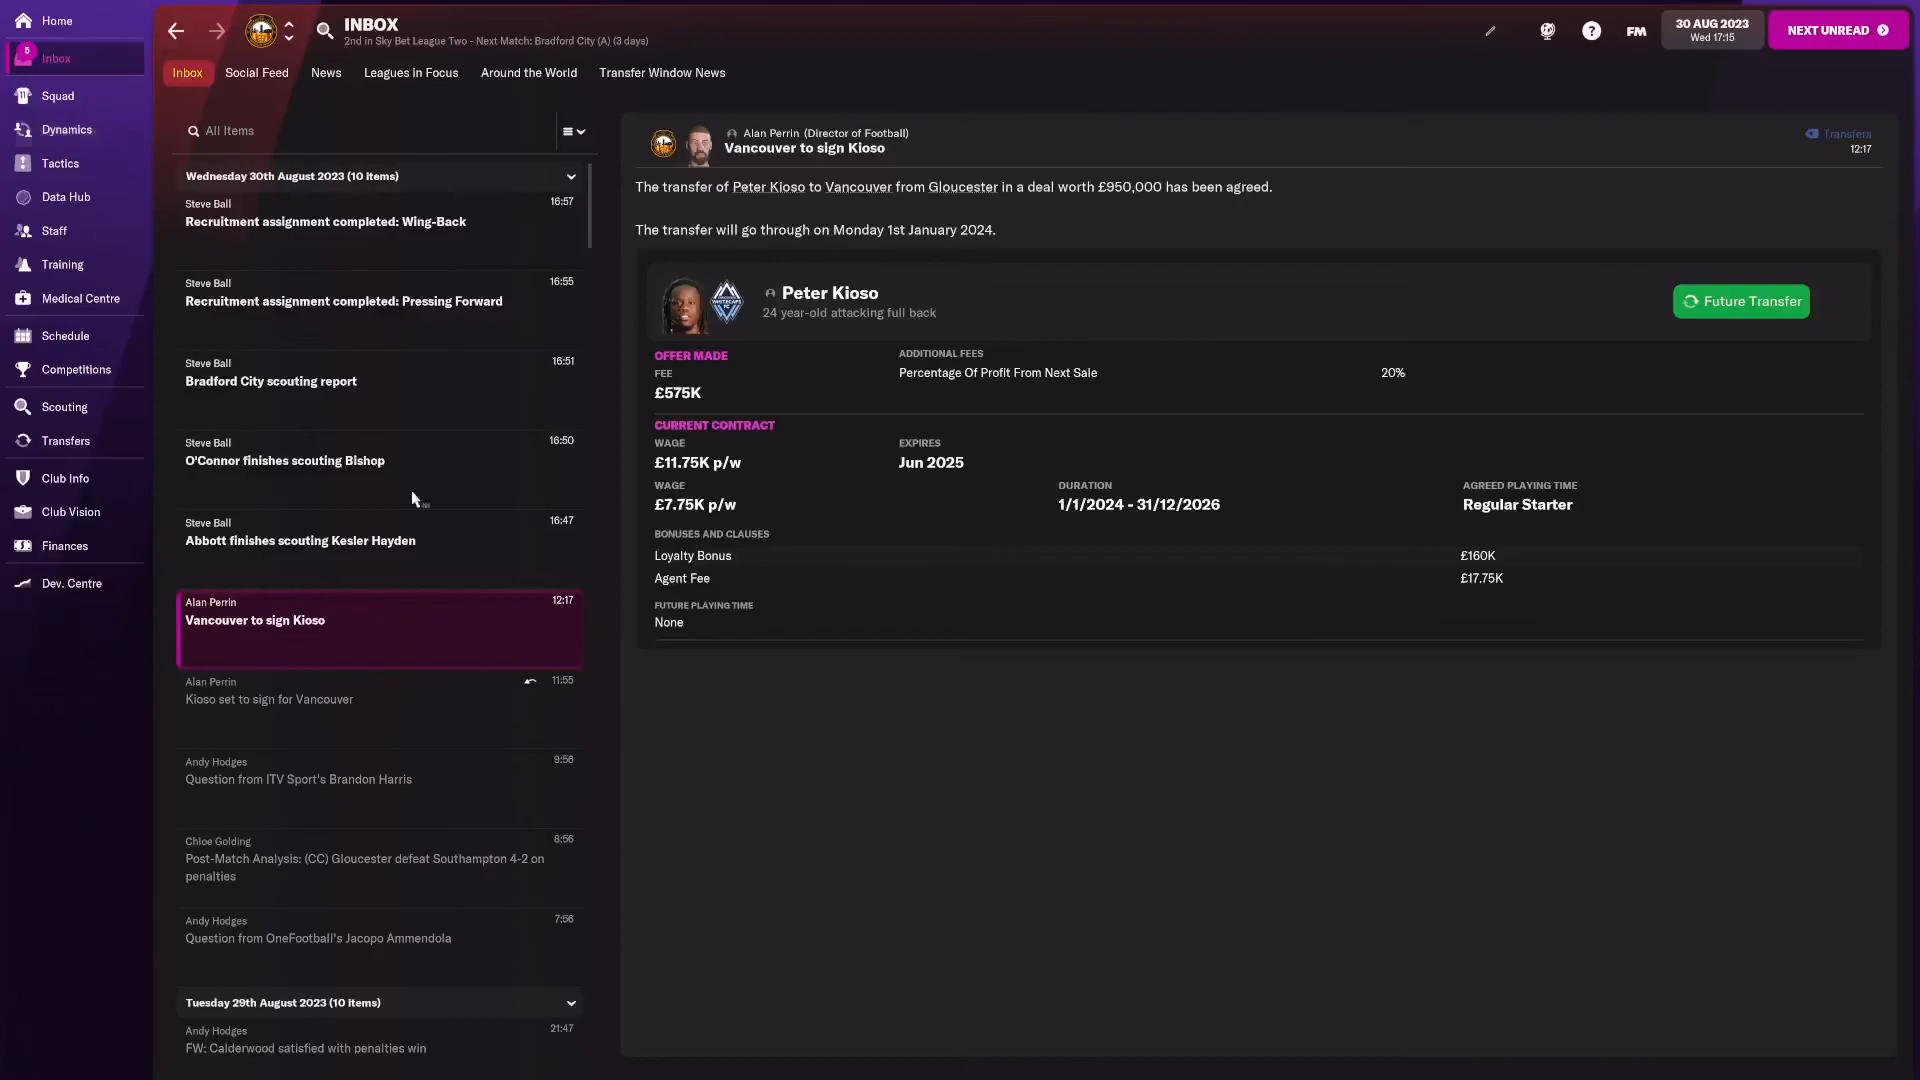 Home
5
Inbox
Squad
Dynamics
Tactics
Data Hub
Staff
Training
Medical Centre
Schedule
Competitions
Scouting
Transfers
Club Info
Club Vision
Finances
Dev. Centre
INBOX
2nd in Sky Bet League Two - Next Match: Bradford City (A) (3 days)
?
FM
30 AUG 2023
Wed 17:15
NEXT UNREAD
Inbox
Social Feed
News
Leagues in Focus
Around the World
Transfer Window News
All Items
Wednesday 30th August 2023 (10 items)
Steve Ball
16:57
Recruitment assignment completed: Wing-Back
Steve Ball
16:55
Recruitment assignment completed: Pressing Forward
Steve Ball
16:51
Bradford City scouting report
Steve Ball
16:50
O'Connor finishes scouting Bishop
Steve Ball
16:47
Abbott finishes scouting Kesler Hayden
Alan Perrin
12:17
Vancouver to sign Kioso
Alan Perrin
11:55
Kioso set to sign for Vancouver
Andy Hodges
9:56
Question from ITV Sport's Brandon Harris
Chloe Golding
8:56
Post-Match Analysis: (CC) Gloucester defeat Southampton 4-2 on
penalties
Andy Hodges
7:56
Question from OneFootball's Jacopo Ammendola
Tuesday 29th August 2023 (10 items)
Andy Hodges
21:47
FW: Calderwood satisfied with penalties win
Alan Perrin (Director of Football)
Vancouver to sign Kioso
Transfers
12:17
The transfer of Peter Kioso to Vancouver from Gloucester in a deal worth £950,000 has been agreed.
The transfer will go through on Monday 1st January 2024.
Peter Kioso
24 year-old attacking full back
Future Transfer
OFFER MADE
FEE
£575K
ADDITIONAL FEES
Percentage Of Profit From Next Sale
20%
CURRENT CONTRACT
WAGE
£11.75K p/w
EXPIRES
Jun 2025
WAGE
£7.75K p/w
DURATION
1/1/2024 - 31/12/2026
AGREED PLAYING TIME
Regular Starter
BONUSES AND CLAUSES
Loyalty Bonus
£160K
Agent Fee
£17.75K
FUTURE PLAYING TIME
None